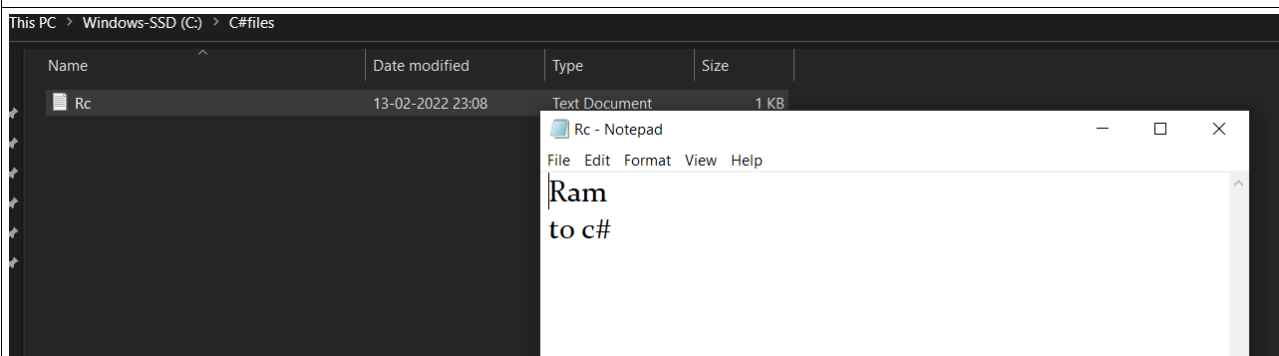 This PC > Windows-SSD (C:) > C#files
Name Date modified Type Size
Rc 13-02-2022 23:08 Text Document 1 KB
Rc - Notepad
File Edit Format View Help
Ram
to c#